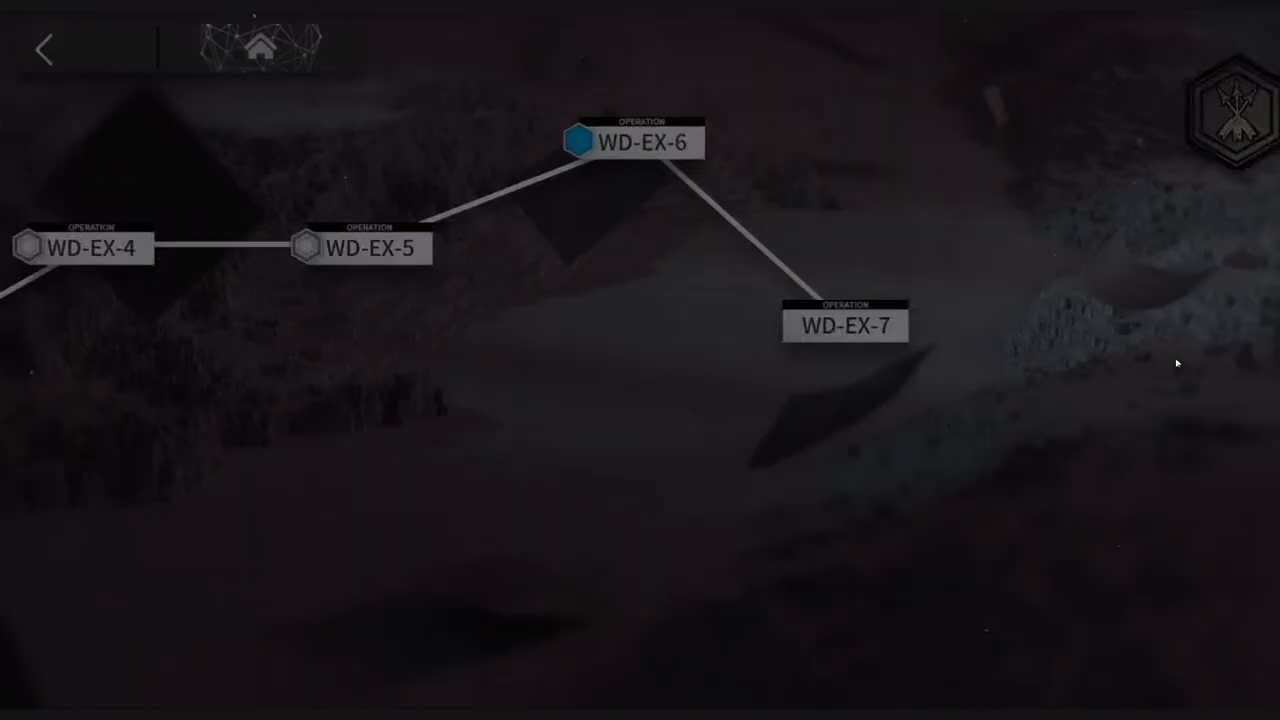 OPERATION
WD-EX-6
OPERATION
WD-EX-4
OPERATION
WD-EX-5
OPERATION
WD-EX-7